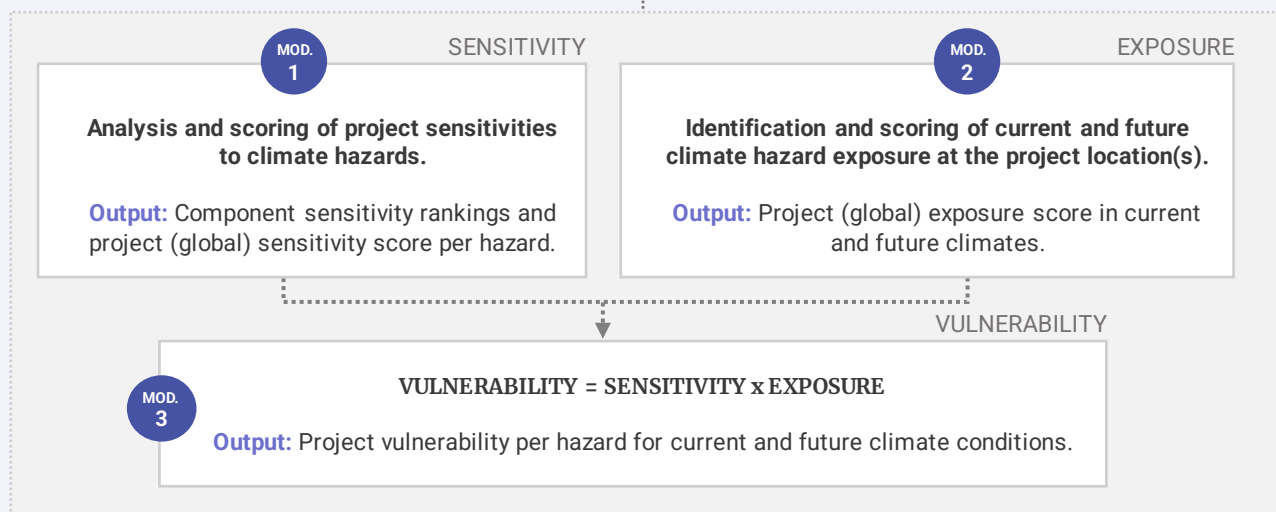 SENSITIVITY
MOD.
1
Analysis and scoring of project sensitivities
to climate hazards.
Output: Component sensitivity rankings and
project (global) sensitivity score per hazard.
EXPOSURE
MOD.
2
Identification and scoring of current and future
climate hazard exposure at the project location(s).
Output: Project (global) exposure score in current
and future climates.
VULNERABILITY
MOD.
3
VULNERABILITY = SENSITIVITY x EXPOSURE
Output: Project vulnerability per hazard for current and future climate conditions.